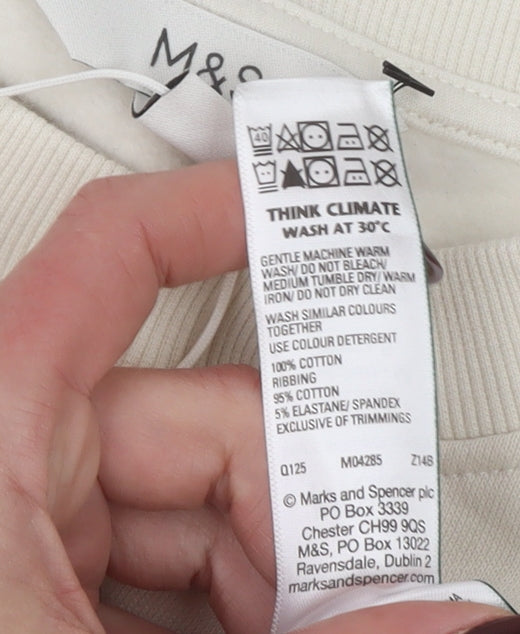 M&S
40
THINK CLIMATE
WASH AT 30°C
GENTLE MACHINE WARM
WASH/ DO NOT BLEACH/
MEDIUM TUMBLE DRY/ WARM
IRON/ DO NOT DRY CLEAN
WASH SIMILAR COLOURS
TOGETHER
USE COLOUR DETERGENT
100% COTTON
RIBBING
95% COTTON
5% ELASTANE/ SPANDEX
EXCLUSIVE OF TRIMMINGS
Q125 M04285 Z14B
© Marks and Spencer plc
PO Box 3339
Chester CH99 9QS
M&S, PO Box 13022
Ravensdale, Dublin 2
marksandspencer.com